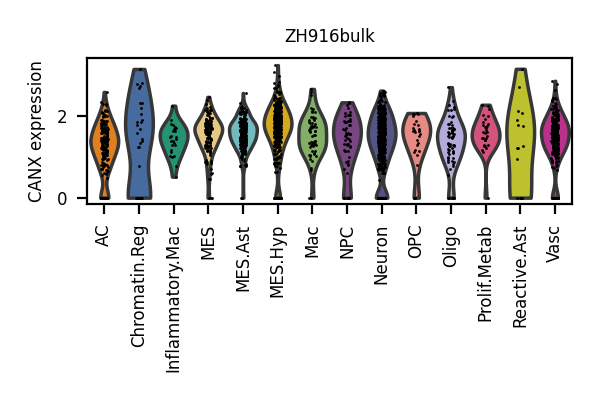 ZH916bulk
CANX expression
2
0
AC
Chromatin.Reg
Inflammatory.Mac
MES
MES.Ast
MES.Hyp
Mac
NPC
Neuron
OPC
Oligo
Prolif.Metab
Reactive.Ast
Vasc